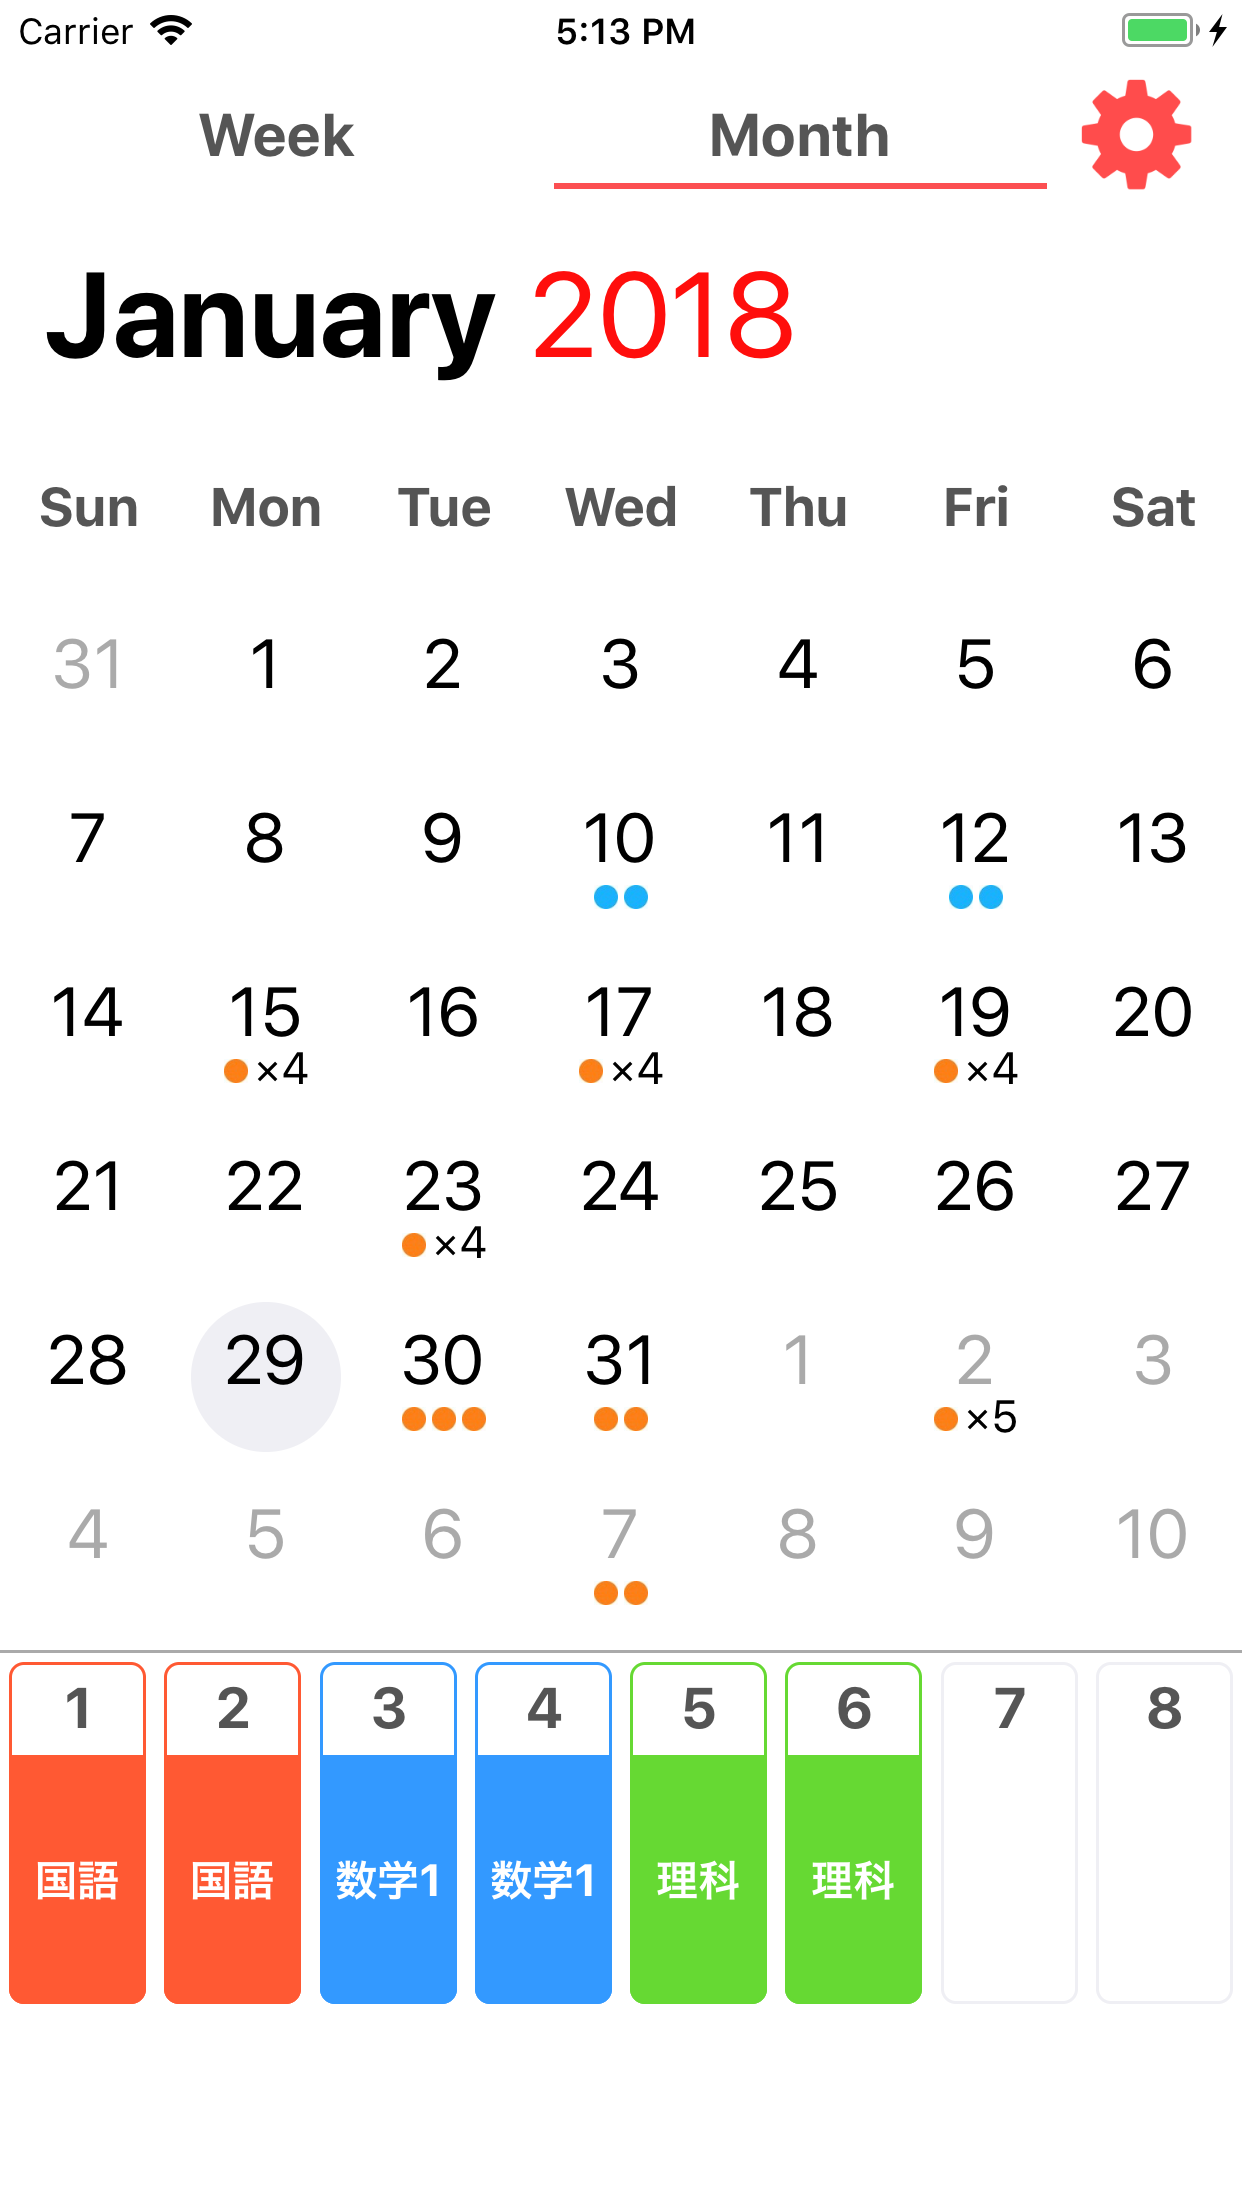 Carrier 5:13 PM
Week Month
January 2018
Sun Mon Tue Wed Thu Fri Sat
31 1 2 3 4 5 6
7 8 9 10 11 12 13
14 15 16 17 18 19 20
×4 ×4 ×4
21 22 23 24 25 26 27
×4
28 29 30 31 1 2 3
×5
4 5 6 7 8 9 10
1 2 3 4 5 6 7 8
国語 国語 数学1 数学1 理科 理科